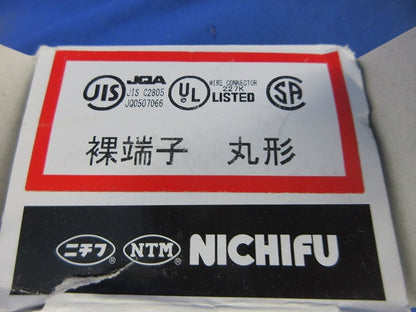 JIS JQA JIS C2805 JQ0507066 UL WIRE CONNECTOR 227K LISTED SA
裸端子 丸形
ニチフ® NTM® NICHIFU